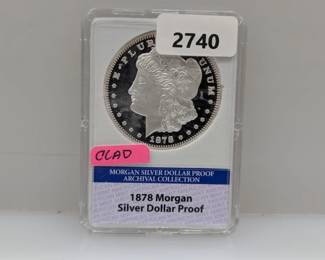 2740
E·PLURIBUS·UNUM
1878
CLAD
MORGAN SILVER DOLLAR PROOF
ARCHIVAL COLLECTION
1878 Morgan
Silver Dollar Proof